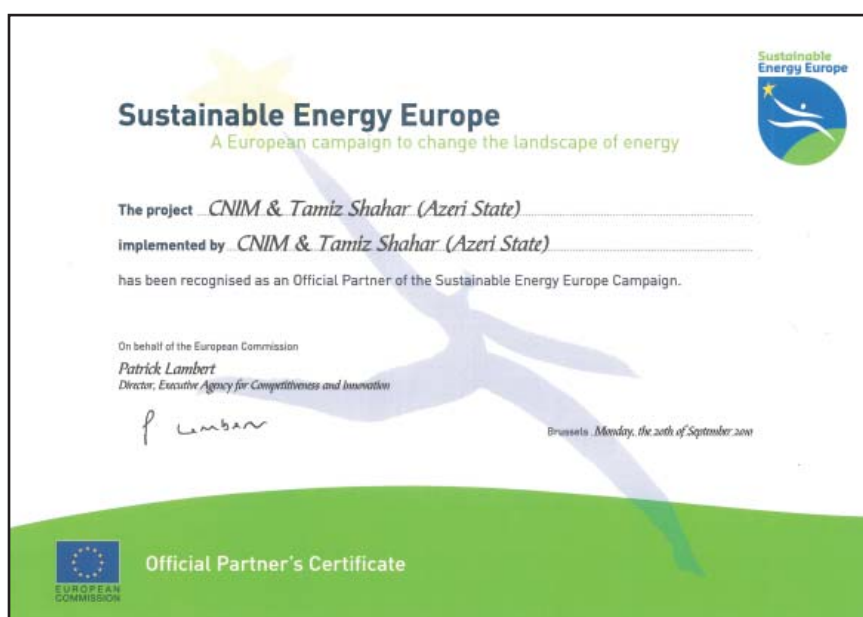 Sustainable
Energy Europe
Sustainable Energy Europe
A European campaign to change the landscape of energy
The project CNIM & Tamiz Shahar (Azeri State)
implemented by CNIM & Tamiz Shahar (Azeri State)
has been recognised as an Official Partner of the Sustainable Energy Europe Campaign.
On behalf of the European Commission
Patrick Lambert
Director, Executive Agency for Competitiveness and Innovation
P Lambert
Brussels, Monday, the 20th of September 2010
Official Partner's Certificate
EUROPEAN
COMMISSION